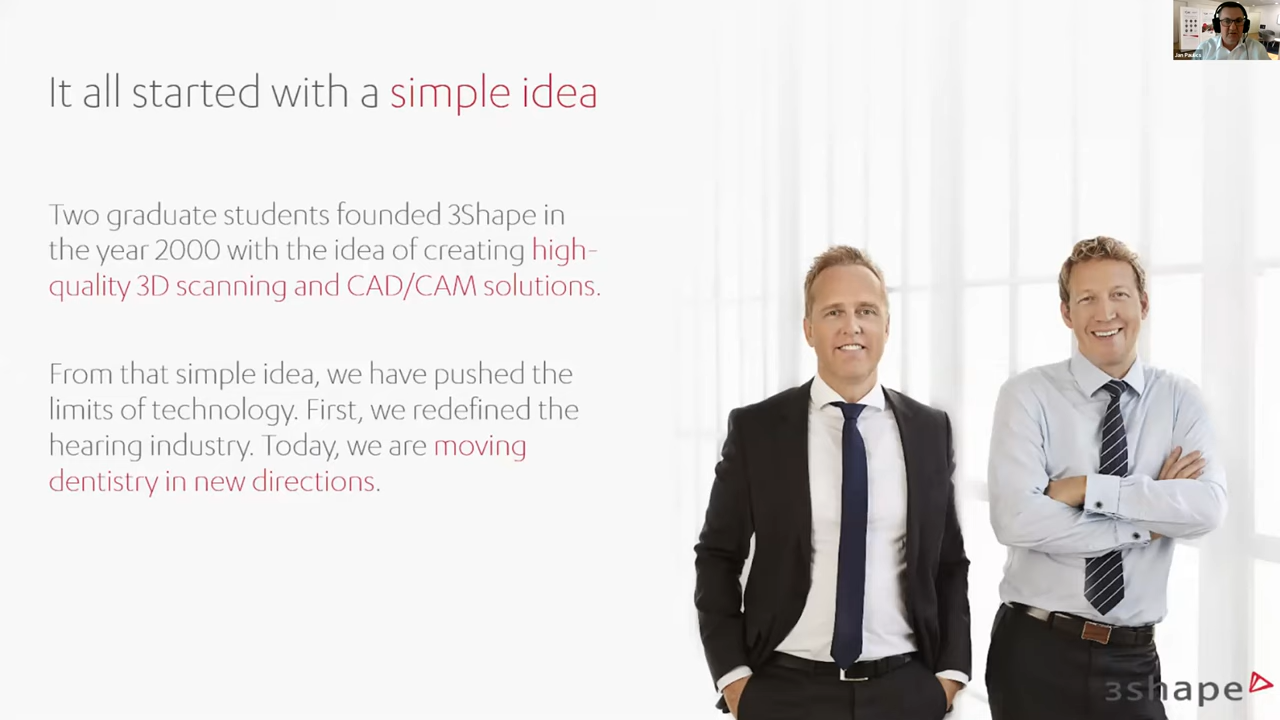 Jan Paulics
It all started with a simple idea
Two graduate students founded 3Shape in
the year 2000 with the idea of creating high-
quality 3D scanning and CAD/CAM solutions.
From that simple idea, we have pushed the
limits of technology. First, we redefined the
hearing industry. Today, we are moving
dentistry in new directions.
3shape